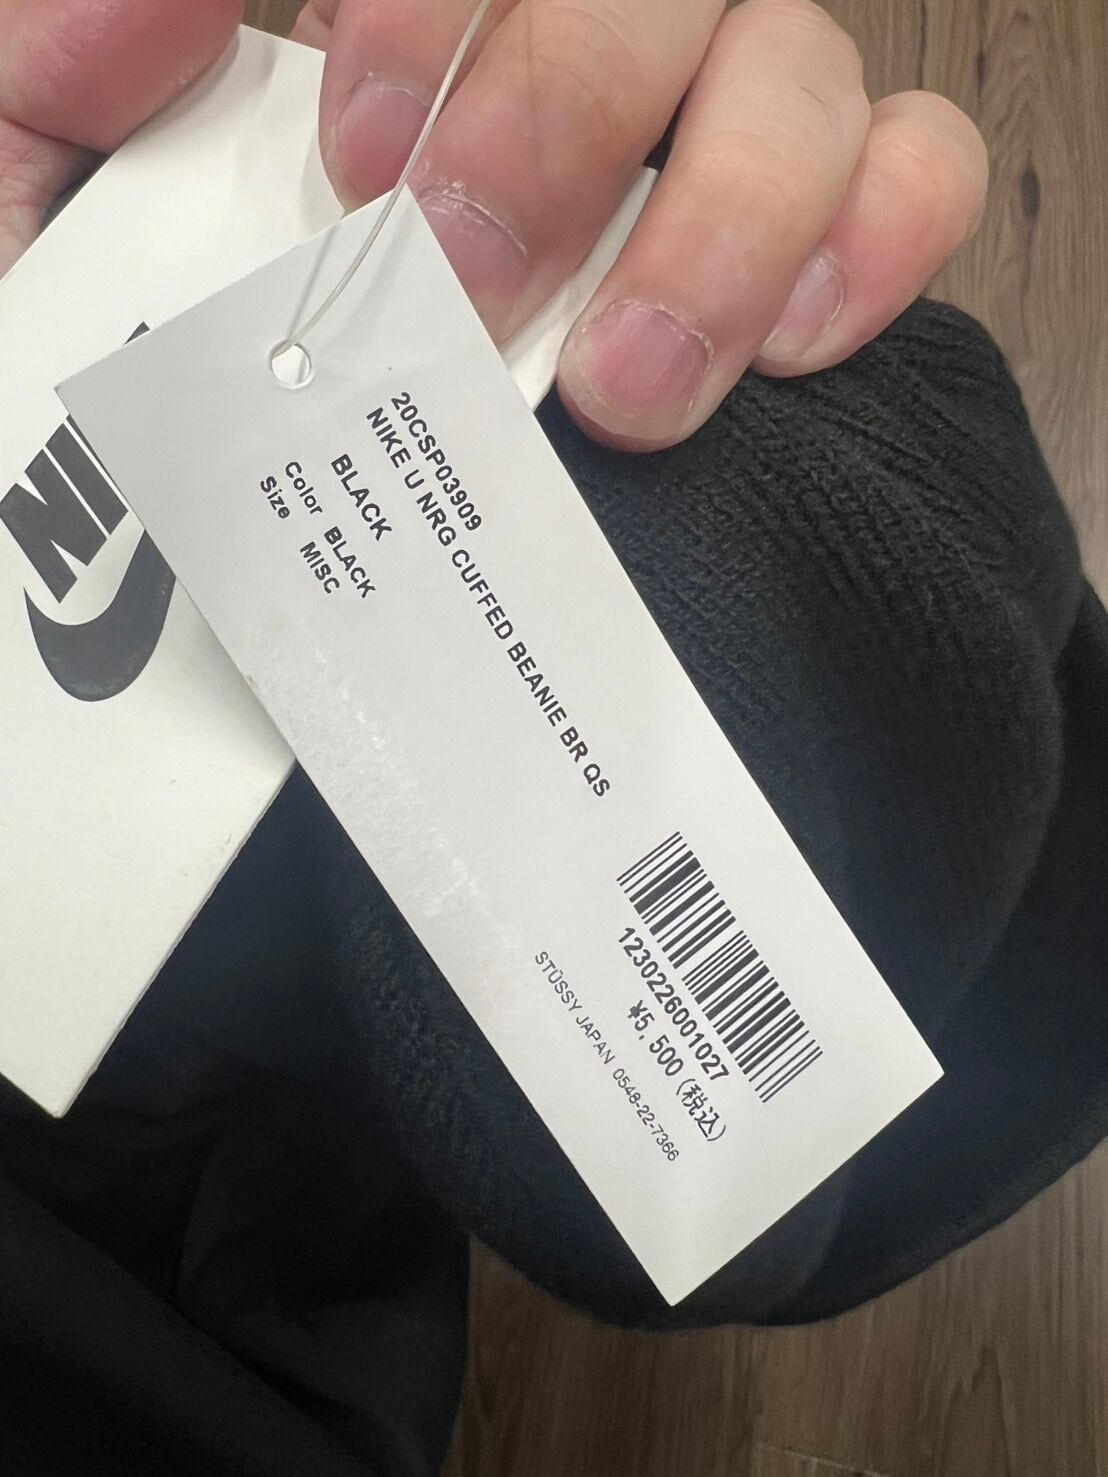 NI
20CSP03909
NIKE U NRG CUFFED BEANIE BR QS
BLACK
Color BLACK
Size MISC
1230226001027
¥5,500(税込)
STÜSSY JAPAN 0548-22-7366